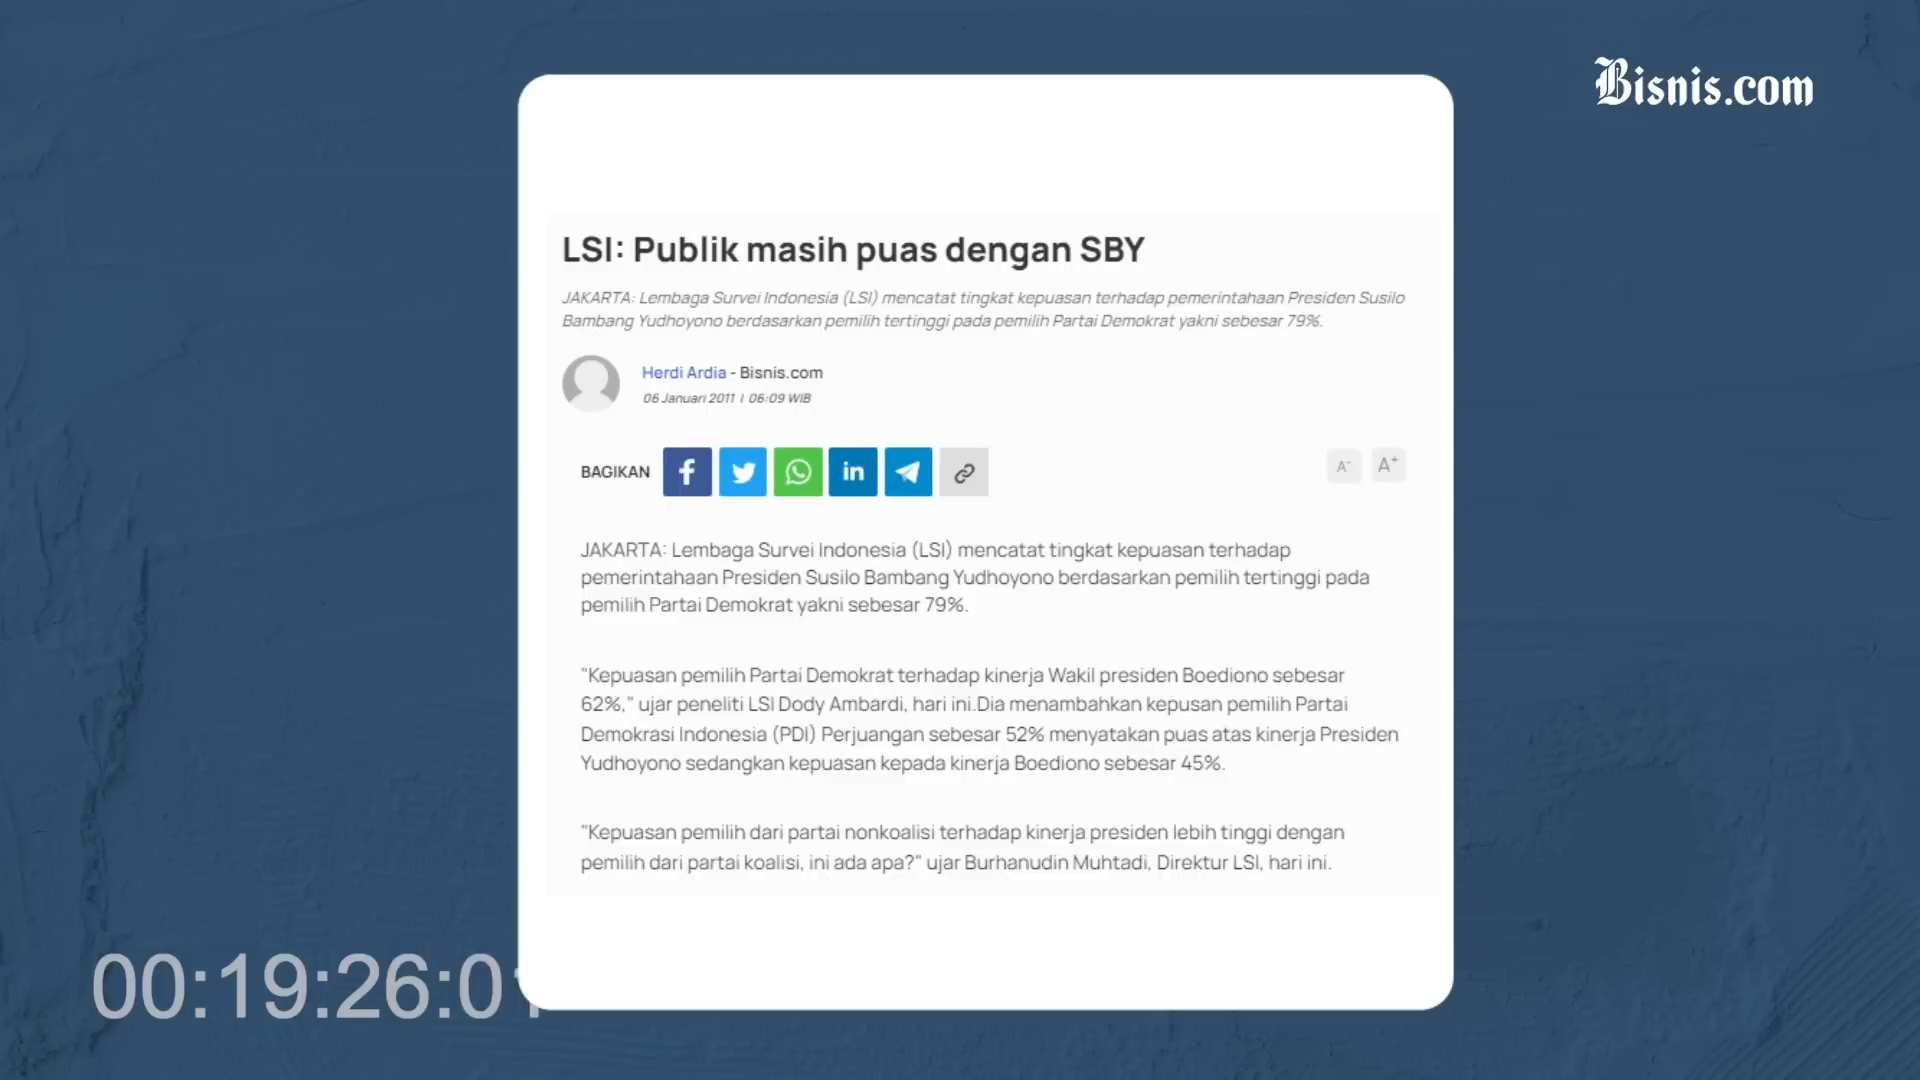 Bisnis.com
LSI: Publik masih puas dengan SBY
JAKARTA: Lembaga Survei Indonesia (LSI) mencatat tingkat kepuasan terhadap pemerintahaan Presiden Susilo
Bambang Yudhoyono berdasarkan pemilih tertinggi pada pemilih Partai Demokrat yakni sebesar 79%.
Herdi Ardia - Bisnis.com
06 Januari 2011 | 06:09 WIB
BAGIKAN
A- A+
JAKARTA: Lembaga Survei Indonesia (LSI) mencatat tingkat kepuasan terhadap
pemerintahaan Presiden Susilo Bambang Yudhoyono berdasarkan pemilih tertinggi pada
pemilih Partai Demokrat yakni sebesar 79%.
"Kepuasan pemilih Partai Demokrat terhadap kinerja Wakil presiden Boediono sebesar
62%," ujar peneliti LSI Dody Ambardi, hari ini.Dia menambahkan kepusan pemilih Partai
Demokrasi Indonesia (PDI) Perjuangan sebesar 52% menyatakan puas atas kinerja Presiden
Yudhoyono sedangkan kepuasan kepada kinerja Boediono sebesar 45%.
"Kepuasan pemilih dari partai nonkoalisi terhadap kinerja presiden lebih tinggi dengan
pemilih dari partai koalisi, ini ada apa?" ujar Burhanudin Muhtadi, Direktur LSI, hari ini.
00:19:26:0